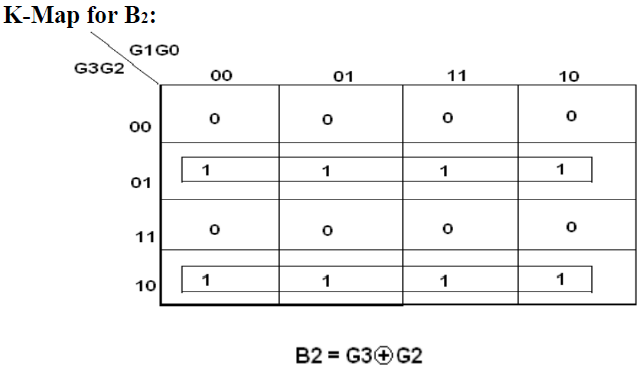 K-Map for B2:
G1G0
G3G2
00 01 11 10
00 0 0 0 0
01 1 1 1 1
11 0 0 0 0
10 1 1 1 1
B2 = G3⊕G2